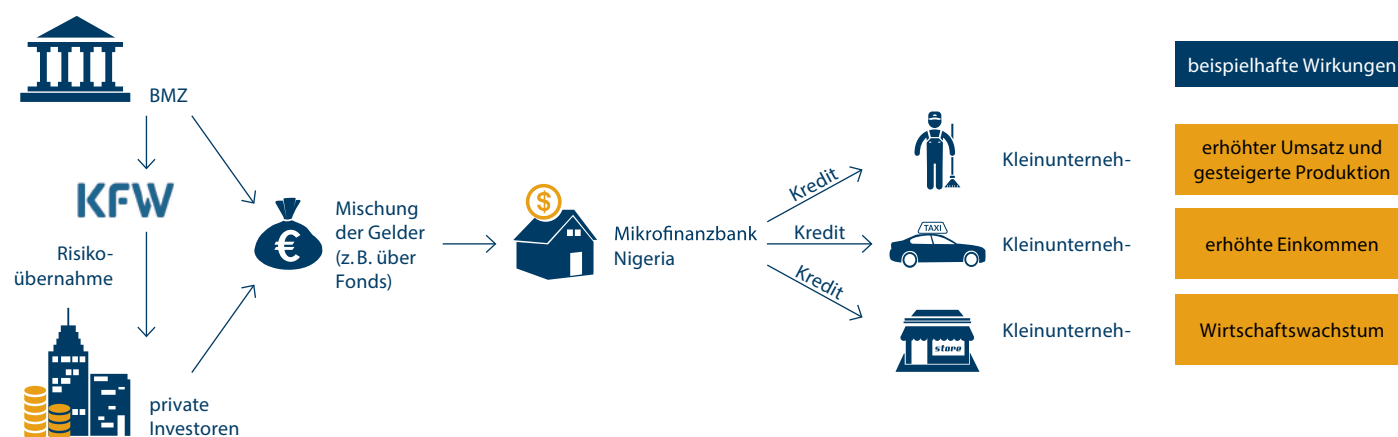 BMZ
KFW
Risiko-
übernahme
private
Investoren
€
Mischung
der Gelder
(z. B. über
Fonds)
$
Mikrofinanzbank
Nigeria
Kredit
Kredit
Kredit
Kleinunterneh-
TAXI
Kleinunterneh-
store
Kleinunterneh-
beispielhafte Wirkungen
erhöhter Umsatz und
gesteigerte Produktion
erhöhte Einkommen
Wirtschaftswachstum